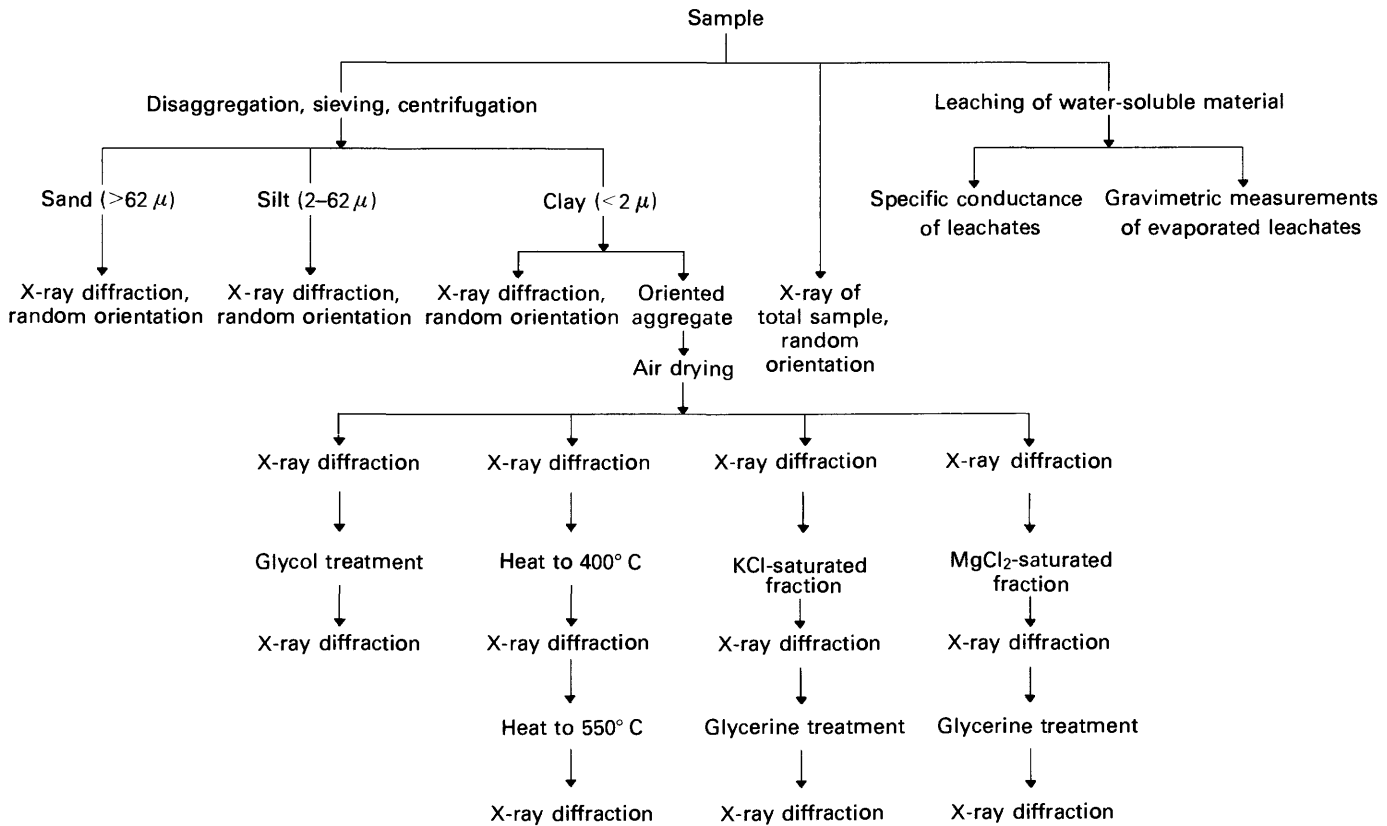 Sample
Disaggregation, sieving, centrifugation
Leaching of water-soluble material
Sand (>62 μ)
Silt (2–62 μ)
Clay (<2 μ)
Specific conductance
of leachates
Gravimetric measurements
of evaporated leachates
X-ray diffraction,
random orientation
X-ray diffraction,
random orientation
X-ray diffraction,
random orientation
Oriented
aggregate
X-ray of
total sample,
random
orientation
Air drying
X-ray diffraction
X-ray diffraction
X-ray diffraction
X-ray diffraction
Glycol treatment
Heat to 400° C
KCl-saturated
fraction
MgCl₂-saturated
fraction
X-ray diffraction
X-ray diffraction
X-ray diffraction
X-ray diffraction
Heat to 550° C
Glycerine treatment
Glycerine treatment
X-ray diffraction
X-ray diffraction
X-ray diffraction